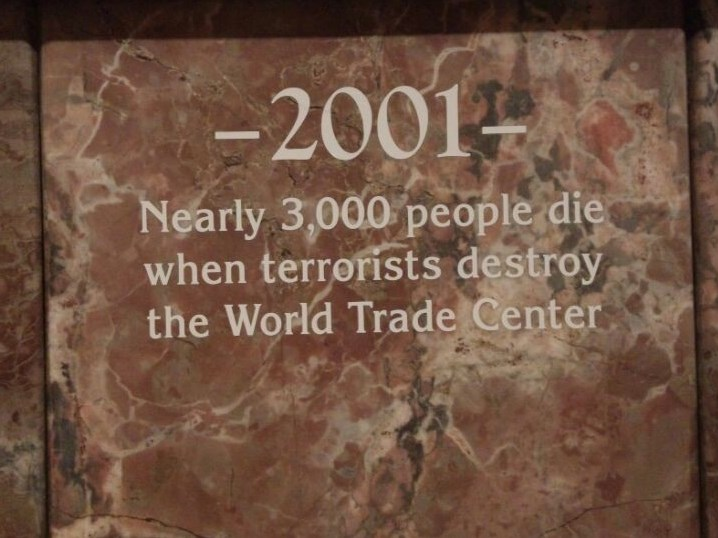 –2001–
Nearly 3,000 people die
when terrorists destroy
the World Trade Center